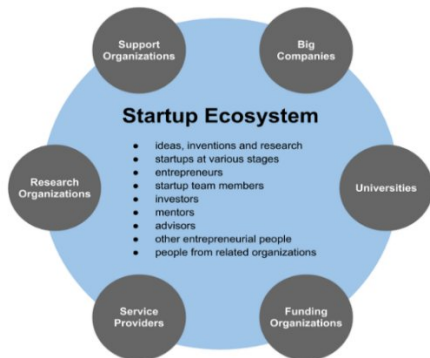 Support
Organizations
Big
Companies
Startup Ecosystem
● ideas, inventions and research
● startups at various stages
● entrepreneurs
● startup team members
● investors
● mentors
● advisors
● other entrepreneurial people
● people from related organizations
Research
Organizations
Universities
Service
Providers
Funding
Organizations